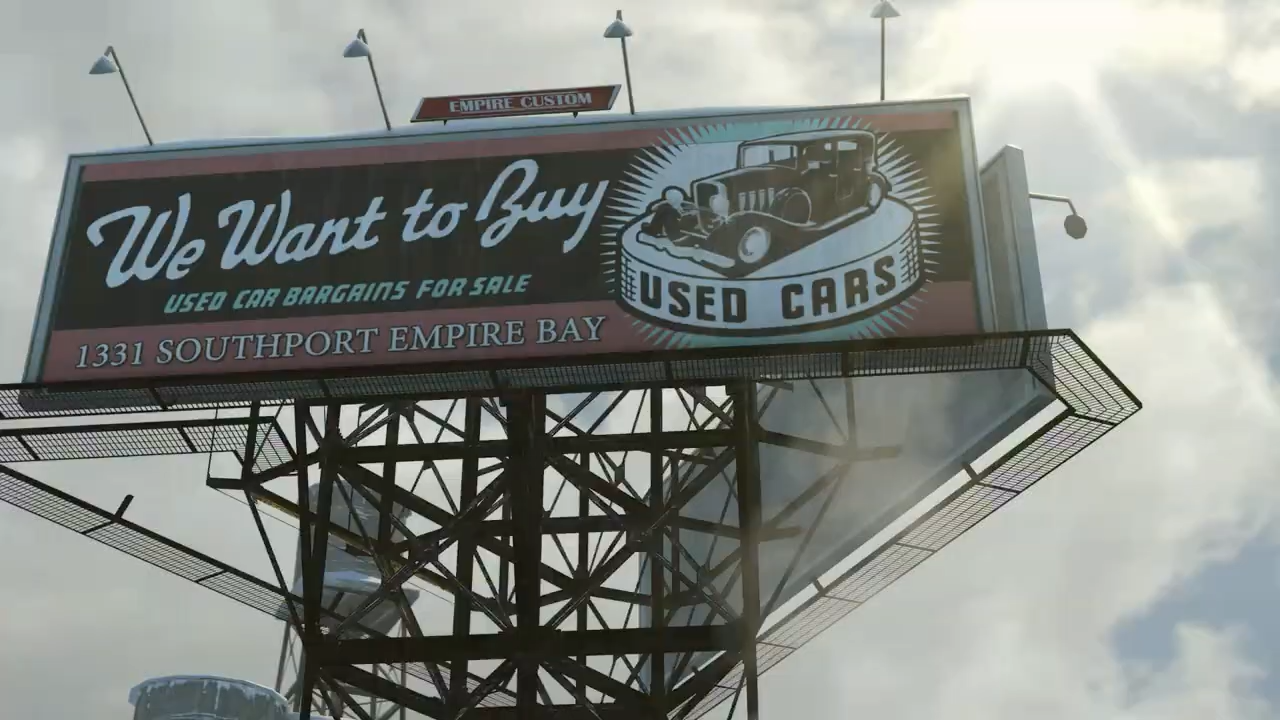 EMPIRE CUSTOM
We Want to Buy
USED CAR BARGAINS FOR SALE
1331 SOUTHPORT EMPIRE BAY
USED CARS